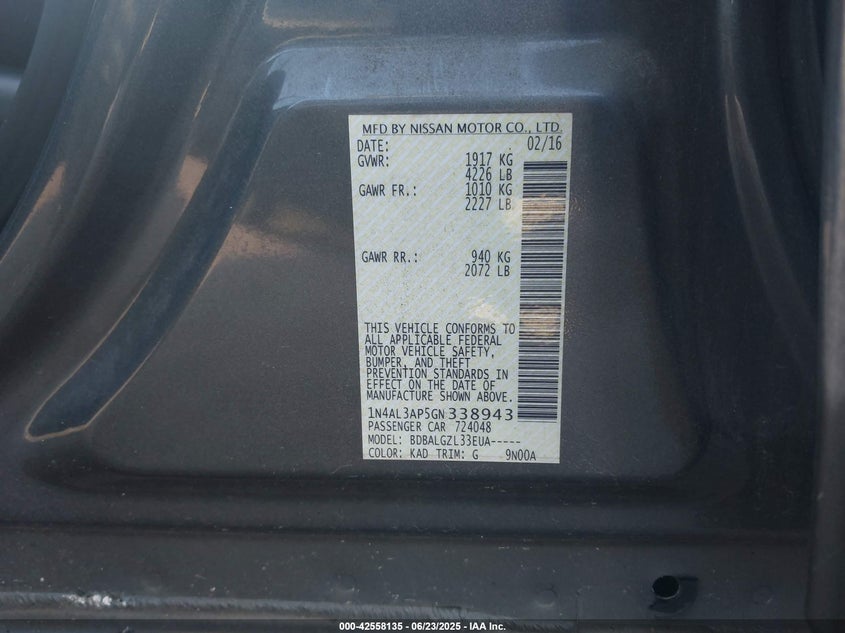 MFD BY NISSAN MOTOR CO., LTD.
DATE: 02/16
GVWR: 1917 KG
4226 LB
GAWR FR.: 1010 KG
2227 LB
GAWR RR.: 940 KG
2072 LB
THIS VEHICLE CONFORMS TO
ALL APPLICABLE FEDERAL
MOTOR VEHICLE SAFETY,
BUMPER, AND THEFT
PREVENTION STANDARDS IN
EFFECT ON THE DATE OF
MANUFACTURE SHOWN ABOVE.
1N4AL3AP5GN338943
PASSENGER CAR 724048
MODEL: BDBALGZL33EUA-----
COLOR: KAD TRIM: G 9N00A
000-42558135 - 06/23/2025 - IAA Inc.